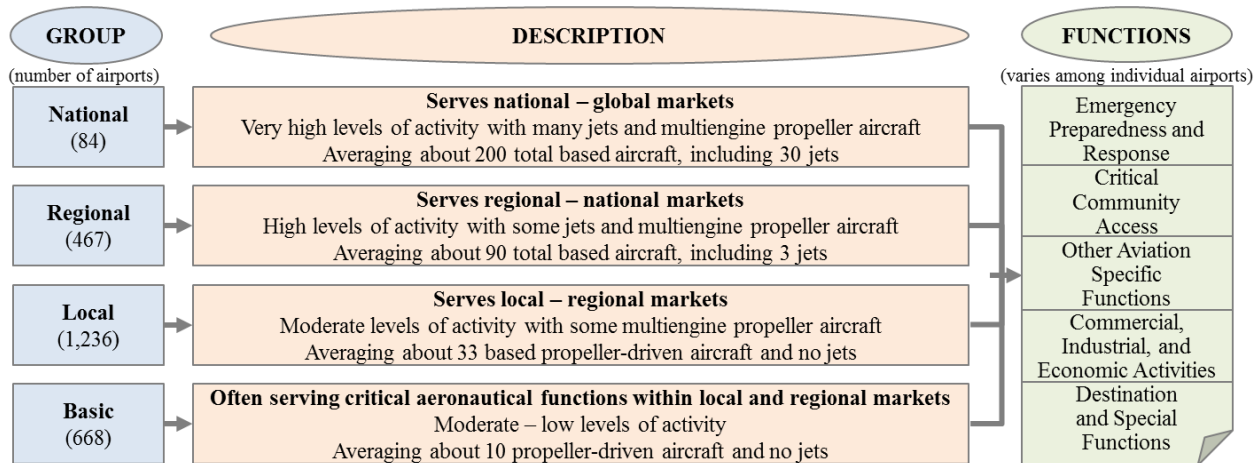 GROUP
DESCRIPTION
FUNCTIONS
(number of airports)
(varies among individual airports)
National
(84)
Serves national – global markets
Very high levels of activity with many jets and multiengine propeller aircraft
Averaging about 200 total based aircraft, including 30 jets
Regional
(467)
Serves regional – national markets
High levels of activity with some jets and multiengine propeller aircraft
Averaging about 90 total based aircraft, including 3 jets
Local
(1,236)
Serves local – regional markets
Moderate levels of activity with some multiengine propeller aircraft
Averaging about 33 based propeller-driven aircraft and no jets
Basic
(668)
Often serving critical aeronautical functions within local and regional markets
Moderate – low levels of activity
Averaging about 10 propeller-driven aircraft and no jets
Emergency
Preparedness and
Response
Critical
Community
Access
Other Aviation
Specific
Functions
Commercial,
Industrial, and
Economic Activities
Destination
and Special
Functions